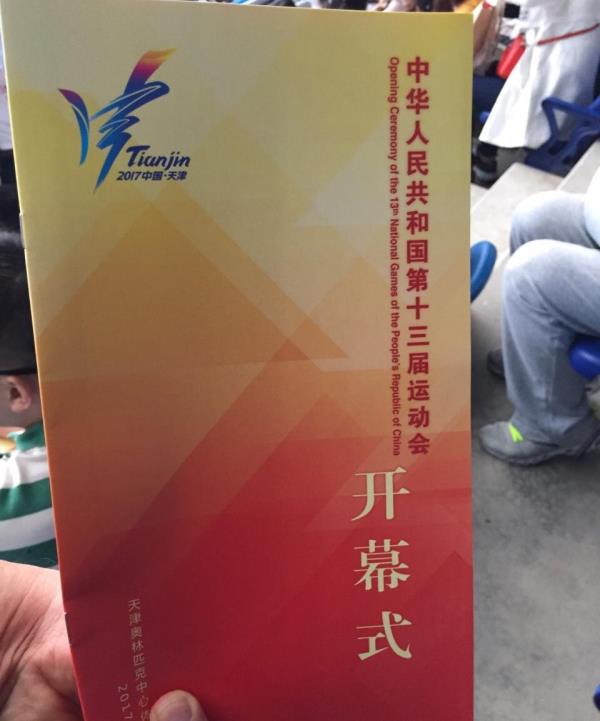 津
Tianjin
2017中国·天津
中华人民共和国第十三届运动会
Opening Ceremony of the 13th National Games of the People's Republic of China
开幕式
天津奥林匹克中心
2017